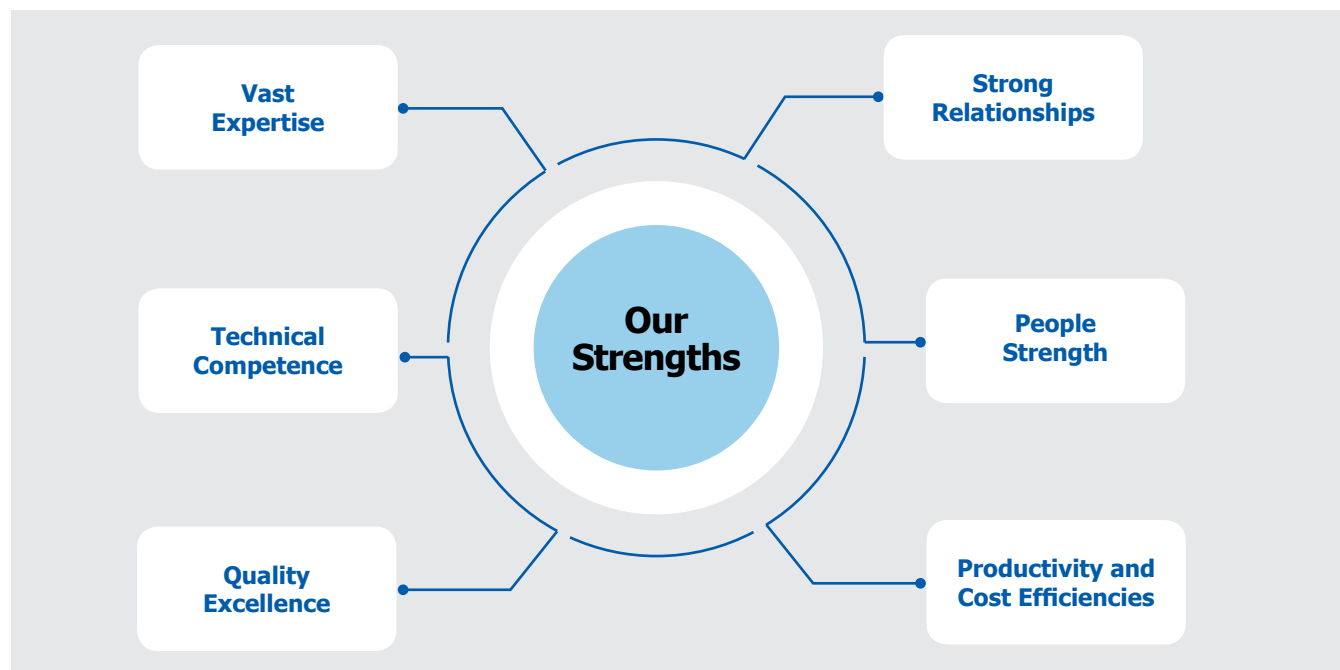 Vast
Expertise
Strong
Relationships
Our
Strengths
Technical
Competence
People
Strength
Quality
Excellence
Productivity and
Cost Efficiencies